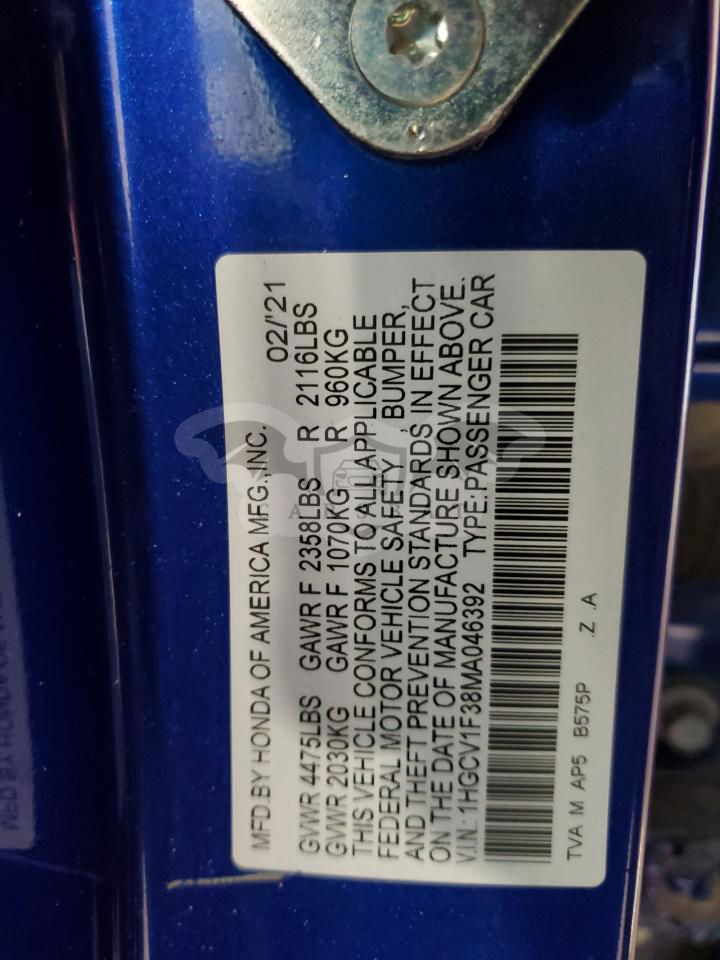 MFD.BY HONDA OF AMERICA MFG.,INC. 02/'21
GVWR 4475LBS GAWR F 2358LBS R 2116LBS
GVWR 2030KG GAWR F 1070KG R 960KG
THIS VEHICLE CONFORMS TO ALL APPLICABLE
FEDERAL MOTOR VEHICLE SAFETY , BUMPER,
AND THEFT PREVENTION STANDARDS IN EFFECT
ON THE DATE OF MANUFACTURE SHOWN ABOVE.
V.I.N.: 1HGCV1F38MA046392 TYPE:PASSENGER CAR
TVA M AP5 B575P .Z .A